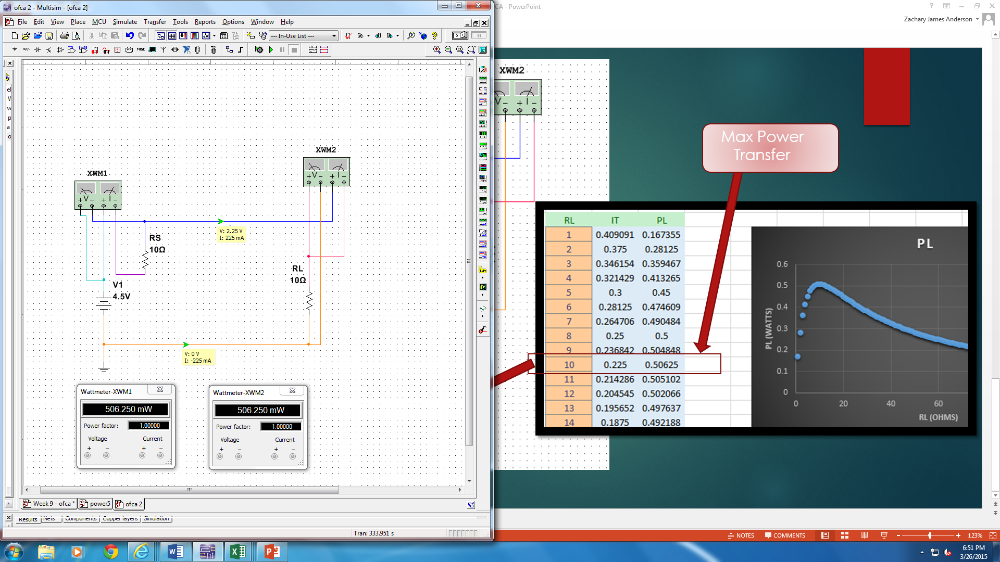 ofca 2 - Multisim - [ofca 2]
CA - PowerPoint
Zachary James Anderson
File Edit View Place MCU Simulate Transfer Tools Reports Options Window Help
--- In-Use List ---
MISC
XWM1
V I
+ - + -
XWM2
V I
+ - + -
V: 2.25 V
I: 225 mA
RS
10Ω
RL
10Ω
V1
4.5V
V: 0 V
I: -225 mA
Wattmeter-XWM1
506.250 mW
Power factor: 1.00000
Voltage Current
+ - + -
Wattmeter-XWM2
506.250 mW
Power factor: 1.00000
Voltage Current
+ - + -
Week 9 - ofca * power5 ofca 2
Results Nets Components Copper layers Simulation
Tran: 333.951 s
XWM2
V - + I -
Max Power
Transfer
RL IT PL
1 0.409091 0.167355
2 0.375 0.28125
3 0.346154 0.359467
4 0.321429 0.413265
5 0.3 0.45
6 0.28125 0.474609
7 0.264706 0.490484
8 0.25 0.5
9 0.236842 0.504848
10 0.225 0.50625
11 0.214286 0.505102
12 0.204545 0.502066
13 0.195652 0.497637
14 0.1875 0.492188
PL
PL (WATTS)
0.6
0.5
0.4
0.3
0.2
0.1
0
0 20 40 60
RL (OHMS)
NOTES COMMENTS 123%
6:51 PM
3/26/2015